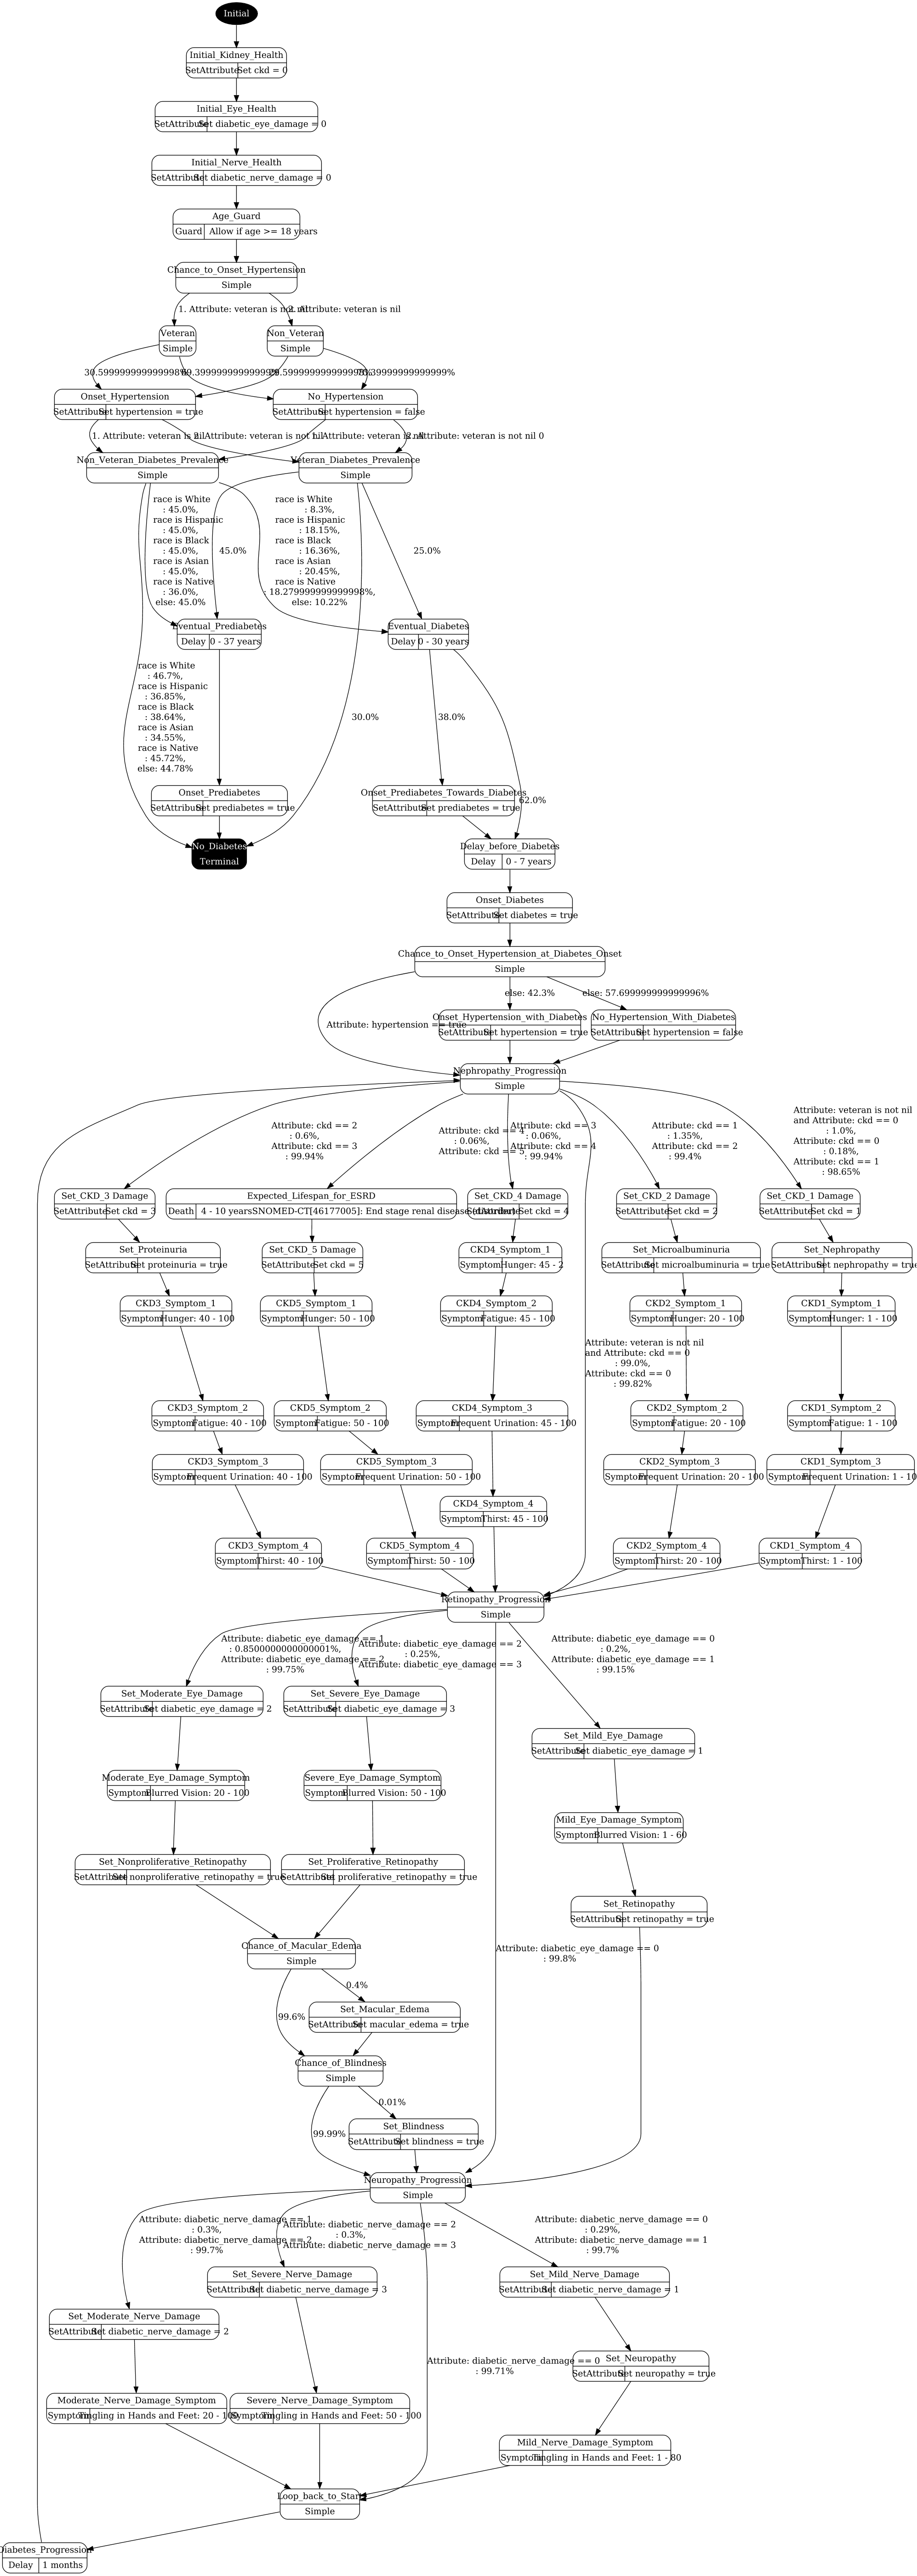 Initial
Initial_Kidney_Health
SetAttribute Set ckd = 0
Initial_Eye_Health
SetAttribute Set diabetic_eye_damage = 0
Initial_Nerve_Health
SetAttribute Set diabetic_nerve_damage = 0
Age_Guard
Guard Allow if age >= 18 years
Chance_to_Onset_Hypertension
Simple
1. Attribute: veteran is not nil
2. Attribute: veteran is nil
Veteran
Simple
Non_Veteran
Simple
30.599999999999998%
69.39999999999999%
29.599999999999998%
70.39999999999999%
Onset_Hypertension
SetAttribute Set hypertension = true
No_Hypertension
SetAttribute Set hypertension = false
1. Attribute: veteran is nil
2. Attribute: veteran is not nil
1. Attribute: veteran is nil
2. Attribute: veteran is not nil 0
Non_Veteran_Diabetes_Prevalence
Simple
Veteran_Diabetes_Prevalence
Simple
race is White
: 45.0%,
race is Hispanic
: 45.0%,
race is Black
: 45.0%,
race is Asian
: 45.0%,
race is Native
: 36.0%,
else: 45.0%
45.0%
race is White
: 8.3%,
race is Hispanic
: 18.15%,
race is Black
: 16.36%,
race is Asian
: 20.45%,
race is Native
: 18.279999999999998%,
else: 10.22%
25.0%
Eventual_Prediabetes
Delay 0 - 37 years
Eventual_Diabetes
Delay 0 - 30 years
race is White
: 46.7%,
race is Hispanic
: 36.85%,
race is Black
: 38.64%,
race is Asian
: 34.55%,
race is Native
: 45.72%,
else: 44.78%
30.0%
38.0%
Onset_Prediabetes
SetAttribute Set prediabetes = true
Onset_Prediabetes_Towards_Diabetes
SetAttribute Set prediabetes = true
62.0%
No_Diabetes
Terminal
Delay_before_Diabetes
Delay 0 - 7 years
Onset_Diabetes
SetAttribute Set diabetes = true
Chance_to_Onset_Hypertension_at_Diabetes_Onset
Simple
else: 42.3%
else: 57.699999999999996%
Attribute: hypertension == true
Onset_Hypertension_with_Diabetes
SetAttribute Set hypertension = true
No_Hypertension_With_Diabetes
SetAttribute Set hypertension = false
Nephropathy_Progression
Simple
Attribute: ckd == 2
: 0.6%,
Attribute: ckd == 3
: 99.94%
Attribute: ckd == 4
: 0.06%,
Attribute: ckd == 5
Attribute: ckd == 3
: 0.06%,
Attribute: ckd == 4
: 99.94%
Attribute: ckd == 1
: 1.35%,
Attribute: ckd == 2
: 99.4%
Attribute: veteran is not nil
and Attribute: ckd == 0
: 1.0%,
Attribute: ckd == 0
: 0.18%,
Attribute: ckd == 1
: 98.65%
Set_CKD_3 Damage
SetAttribute Set ckd = 3
Expected_Lifespan_for_ESRD
Death 4 - 10 yearsSNOMED-CT[46177005]: End stage renal disease (disorder)
Set_CKD_4 Damage
SetAttribute Set ckd = 4
Set_CKD_2 Damage
SetAttribute Set ckd = 2
Set_CKD_1 Damage
SetAttribute Set ckd = 1
Set_Proteinuria
SetAttribute Set proteinuria = true
Set_CKD_5 Damage
SetAttribute Set ckd = 5
CKD4_Symptom_1
Symptom Hunger: 45 - 2
Set_Microalbuminuria
SetAttribute Set microalbuminuria = true
Set_Nephropathy
SetAttribute Set nephropathy = true
CKD3_Symptom_1
Symptom Hunger: 40 - 100
CKD5_Symptom_1
Symptom Hunger: 50 - 100
CKD4_Symptom_2
Symptom Fatigue: 45 - 100
CKD2_Symptom_1
Symptom Hunger: 20 - 100
CKD1_Symptom_1
Symptom Hunger: 1 - 100
Attribute: veteran is not nil
and Attribute: ckd == 0
: 99.0%,
Attribute: ckd == 0
: 99.82%
CKD3_Symptom_2
Symptom Fatigue: 40 - 100
CKD5_Symptom_2
Symptom Fatigue: 50 - 100
CKD4_Symptom_3
Symptom Frequent Urination: 45 - 100
CKD2_Symptom_2
Symptom Fatigue: 20 - 100
CKD1_Symptom_2
Symptom Fatigue: 1 - 100
CKD3_Symptom_3
Symptom Frequent Urination: 40 - 100
CKD5_Symptom_3
Symptom Frequent Urination: 50 - 100
CKD2_Symptom_3
Symptom Frequent Urination: 20 - 100
CKD1_Symptom_3
Symptom Frequent Urination: 1 - 10
CKD4_Symptom_4
Symptom Thirst: 45 - 100
CKD3_Symptom_4
Symptom Thirst: 40 - 100
CKD5_Symptom_4
Symptom Thirst: 50 - 100
CKD2_Symptom_4
Symptom Thirst: 20 - 100
CKD1_Symptom_4
Symptom Thirst: 1 - 100
Retinopathy_Progression
Simple
Attribute: diabetic_eye_damage == 1
: 0.8500000000000001%,
Attribute: diabetic_eye_damage == 2
: 99.75%
Attribute: diabetic_eye_damage == 2
: 0.25%,
Attribute: diabetic_eye_damage == 3
Attribute: diabetic_eye_damage == 0
: 0.2%,
Attribute: diabetic_eye_damage == 1
: 99.15%
Set_Moderate_Eye_Damage
SetAttribute Set diabetic_eye_damage = 2
Set_Severe_Eye_Damage
SetAttribute Set diabetic_eye_damage = 3
Set_Mild_Eye_Damage
SetAttribute Set diabetic_eye_damage = 1
Moderate_Eye_Damage_Symptom
Symptom Blurred Vision: 20 - 100
Severe_Eye_Damage_Symptom
Symptom Blurred Vision: 50 - 100
Mild_Eye_Damage_Symptom
Symptom Blurred Vision: 1 - 60
Set_Nonproliferative_Retinopathy
SetAttribute Set nonproliferative_retinopathy = true
Set_Proliferative_Retinopathy
SetAttribute Set proliferative_retinopathy = true
Set_Retinopathy
SetAttribute Set retinopathy = true
Chance_of_Macular_Edema
Simple
Attribute: diabetic_eye_damage == 0
: 99.8%
0.4%
99.6%
Set_Macular_Edema
SetAttribute Set macular_edema = true
Chance_of_Blindness
Simple
0.01%
99.99%
Set_Blindness
SetAttribute Set blindness = true
Neuropathy_Progression
Simple
Attribute: diabetic_nerve_damage == 1
: 0.3%,
Attribute: diabetic_nerve_damage == 2
: 99.7%
Attribute: diabetic_nerve_damage == 2
: 0.3%,
Attribute: diabetic_nerve_damage == 3
Attribute: diabetic_nerve_damage == 0
: 0.29%,
Attribute: diabetic_nerve_damage == 1
: 99.7%
Set_Severe_Nerve_Damage
SetAttribute Set diabetic_nerve_damage = 3
Set_Mild_Nerve_Damage
SetAttribute Set diabetic_nerve_damage = 1
Set_Moderate_Nerve_Damage
SetAttribute Set diabetic_nerve_damage = 2
Attribute: diabetic_nerve_damage == 0
: 99.71%
Set_Neuropathy
SetAttribute Set neuropathy = true
Moderate_Nerve_Damage_Symptom
Symptom Tingling in Hands and Feet: 20 - 100
Severe_Nerve_Damage_Symptom
Symptom Tingling in Hands and Feet: 50 - 100
Mild_Nerve_Damage_Symptom
Symptom Tingling in Hands and Feet: 1 - 80
Loop_back_to_Start
Simple
Diabetes_Progression
Delay 1 months